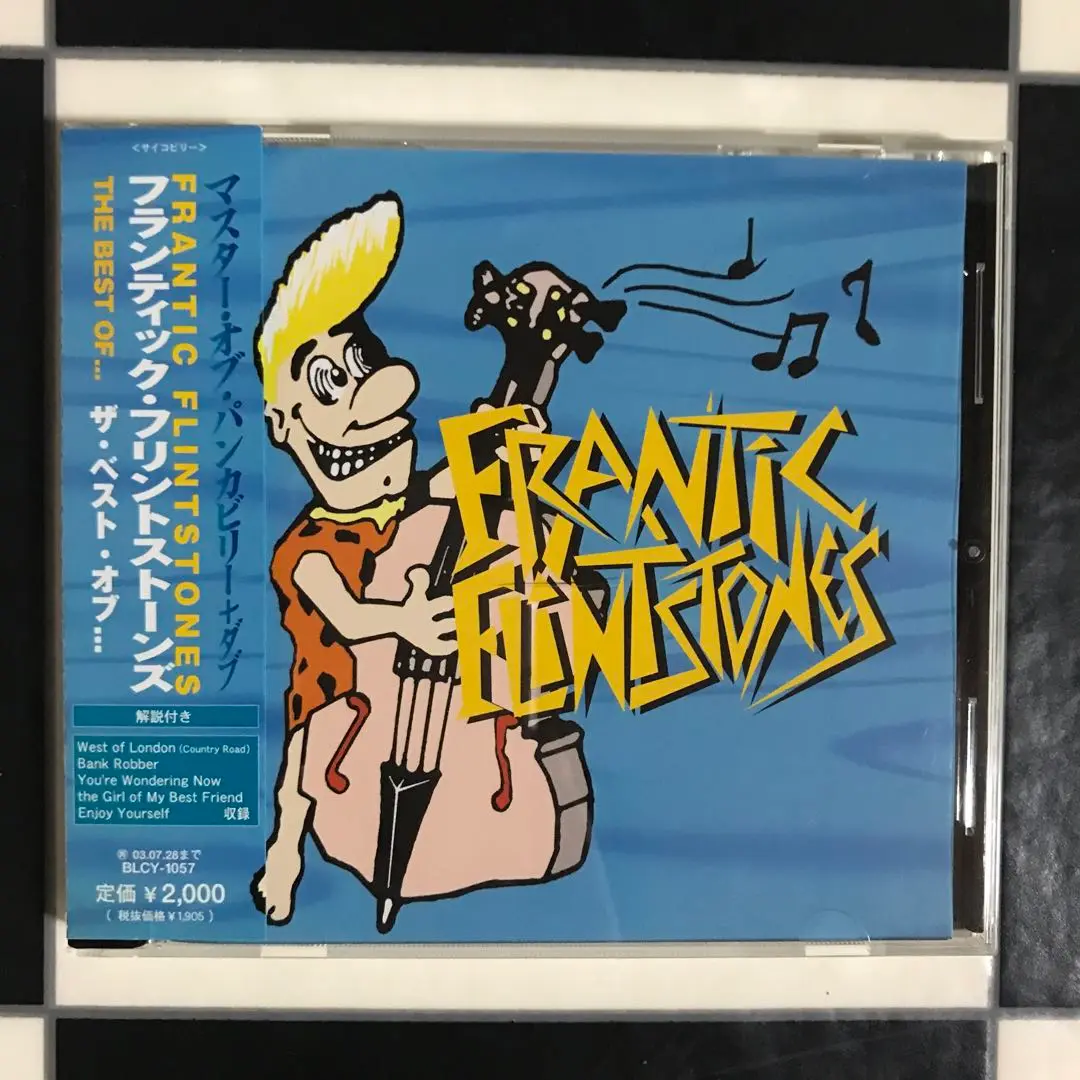 <サイコビリー>
マスター・オブ・パンカビリー+ダブ
FRANTIC FLINTSTONES
フランティック・フリントストーンズ
THE BEST OF... ザ・ベスト・オブ...
解説付き
West of London (Country Road)
Bank Robber
You're Wondering Now
the Girl of My Best Friend
Enjoy Yourself 収録
㊢ 03.07.28まで
BLCY-1057
定価 ¥2,000
( 税抜価格 ¥1,905 )
FRANTIC
FLINTSTONES